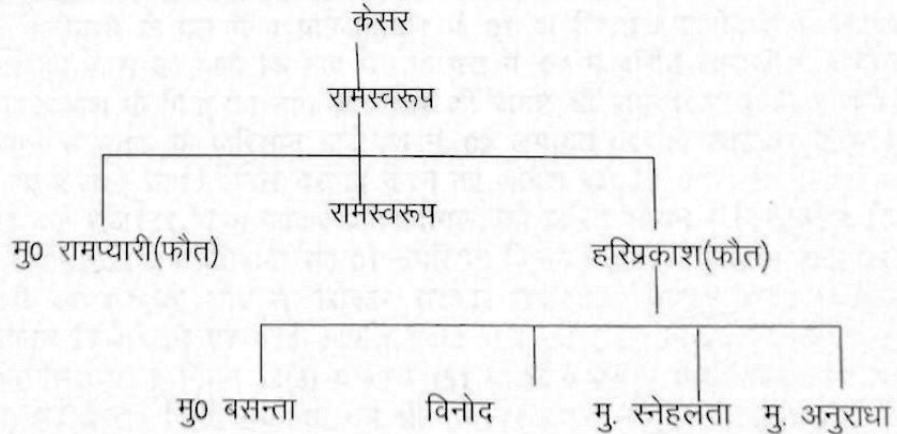 केसर
रामस्वरूप
रामस्वरूप
मु0 रामप्यारी(फौत) हरिप्रकाश(फौत)
मु0 बसन्ता विनोद मु. स्नेहलता मु. अनुराधा